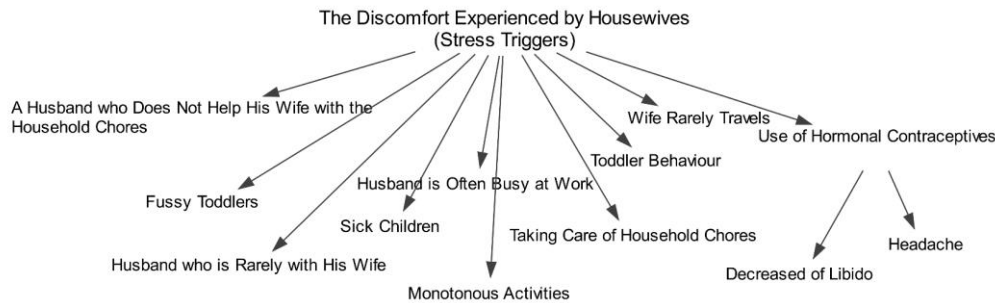 The Discomfort Experienced by Housewives
(Stress Triggers)
A Husband who Does Not Help His Wife with the
Household Chores
Wife Rarely Travels
Use of Hormonal Contraceptives
Toddler Behaviour
Husband is Often Busy at Work
Fussy Toddlers
Sick Children
Taking Care of Household Chores
Headache
Husband who is Rarely with His Wife
Decreased of Libido
Monotonous Activities